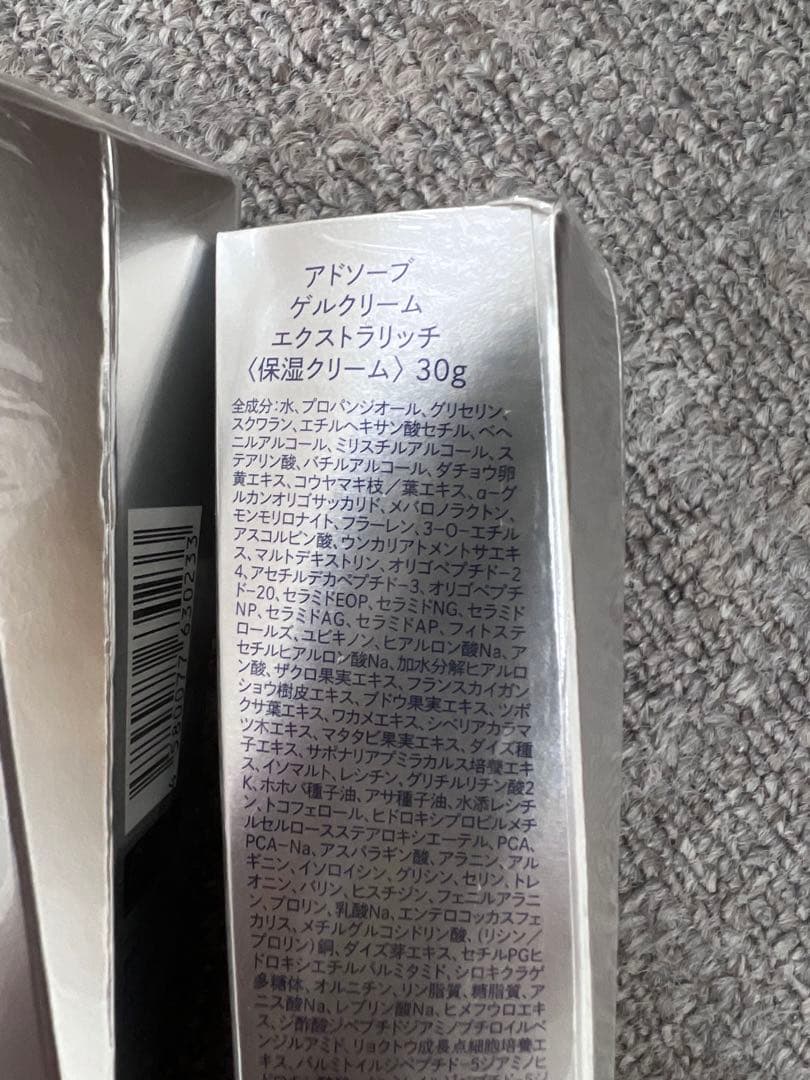 アドソーブ
ゲルクリーム
エクストラリッチ
〈保湿クリーム〉30g
全成分:水、プロパンジオール、グリセリン、
スクワラン、エチルヘキサン酸セチル、ベヘ
ニルアルコール、ミリスチルアルコール、ス
テアリン酸、バチルアルコール、ダチョウ卵
黄エキス、コウヤマキ枝/葉エキス、α-グ
ルカンオリゴサッカリド、メバロノラクトン、
モンモリロナイト、フラーレン、3-O-エチル
アスコルビン酸、ウンカリアトメントサエキ
ス、マルトデキストリン、オリゴペプチド-2
4、アセチルデカペプチド-3、オリゴペプチ
ド-20、セラミドEOP、セラミドNG、セラミド
NP、セラミドAG、セラミドAP、フィトステ
ロールズ、ユビキノン、ヒアルロン酸Na、ア
セチルヒアルロン酸Na、加水分解ヒアルロ
ン酸、ザクロ果実エキス、フランスカイガン
ショウ樹皮エキス、ブドウ果実エキス、ツボ
クサ葉エキス、ワカメエキス、シベリアカラマ
ツ木エキス、マタタビ果実エキス、ダイズ種
子エキス、サポナリアプミラカルス培養エキ
ス、イソマルト、レシチン、グリチルリチン酸2
K、ホホバ種子油、アサ種子油、水添レシチ
ン、トコフェロール、ヒドロキシプロピルメチ
ルセルロースステアロキシエーテル、PCA、
PCA-Na、アスパラギン酸、アラニン、アル
ギニン、イソロイシン、グリシン、セリン、トレ
オニン、バリン、ヒスチジン、フェニルアラニ
ン、プロリン、乳酸Na、エンテロコッカスフェ
カリス、メチルグルコシドリン酸、(リシン/
プロリン)銅、ダイズ芽エキス、セチルPGヒ
ドロキシエチルパルミタミド、シロキクラゲ
多糖体、オルニチン、リン脂質、糖脂質、ア
ニス酸Na、レブリン酸Na、ヒメフウロエキ
ス、ジ酢酸ジペプチドジアミノブチロイルベ
ンジルアミド、リョクトウ成長点細胞培養エ
キス、パルミトイルジペプチド-5ジアミノヒ
4580077630233